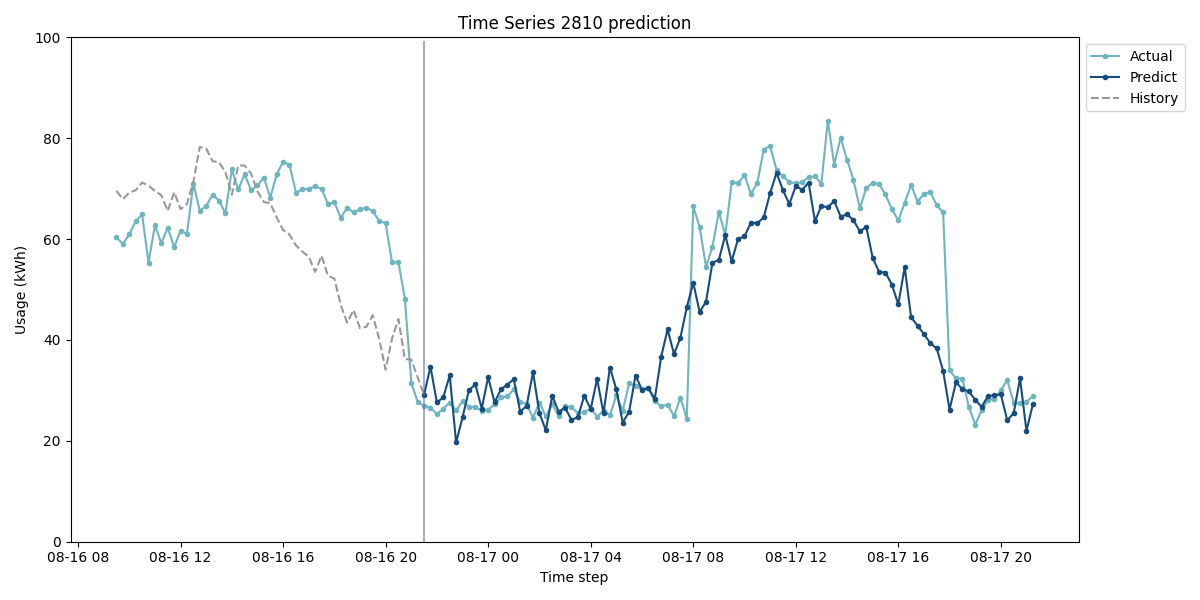 Time Series 2810 prediction
100
80
60
40
20
0
Usage (kWh)
08-16 08
08-16 12
08-16 16
08-16 20
08-17 00
08-17 04
08-17 08
08-17 12
08-17 16
08-17 20
Time step
Actual
Predict
History